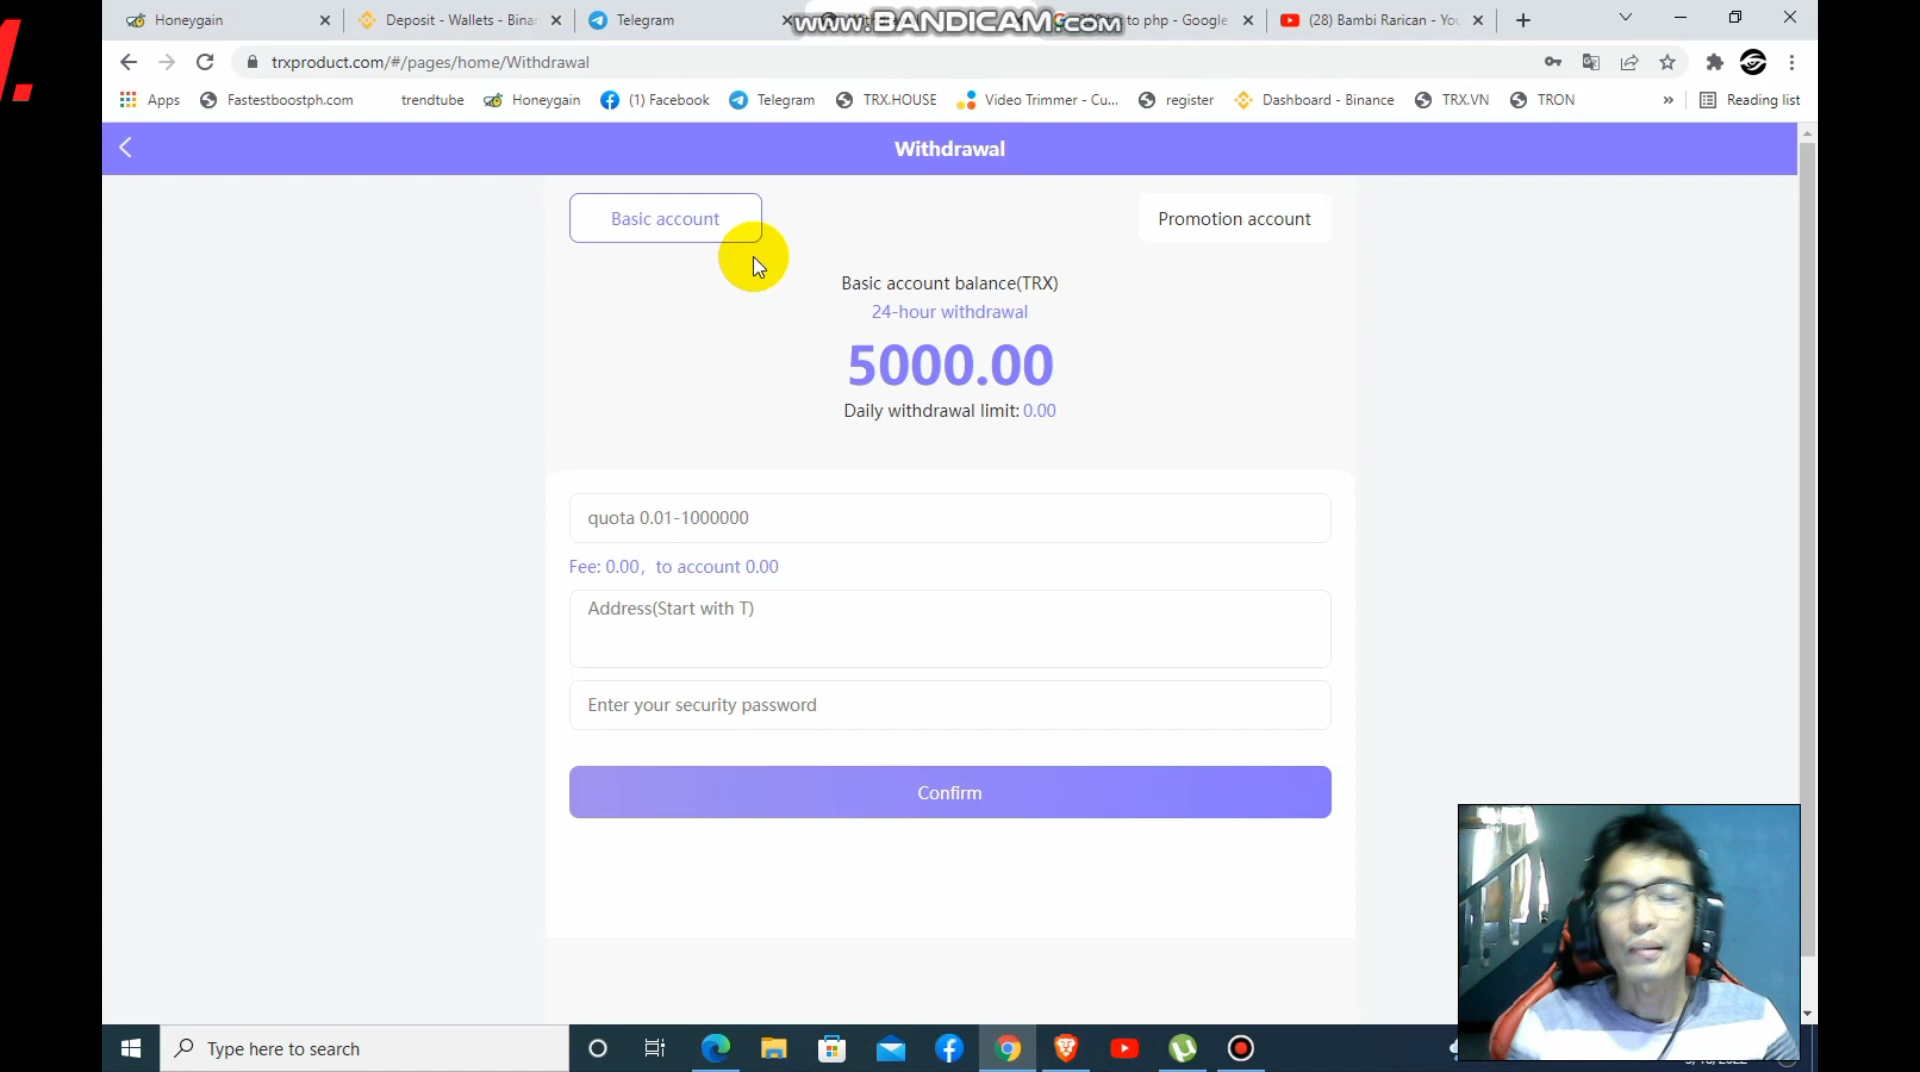 Honeygain
Deposit - Wallets - Binan
Telegram
www.BANDICAM.com
to php - Google
(28) Bambi Rarican - You
trxproduct.com/#/pages/home/Withdrawal
Apps
Fastestboostph.com
trendtube
Honeygain
(1) Facebook
Telegram
TRX.HOUSE
Video Trimmer - Cu...
register
Dashboard - Binance
TRX.VN
TRON
»
Reading list
Withdrawal
Basic account
Promotion account
Basic account balance(TRX)
24-hour withdrawal
5000.00
Daily withdrawal limit: 0.00
quota 0.01-1000000
Fee: 0.00, to account 0.00
Address(Start with T)
Enter your security password
Confirm
Type here to search